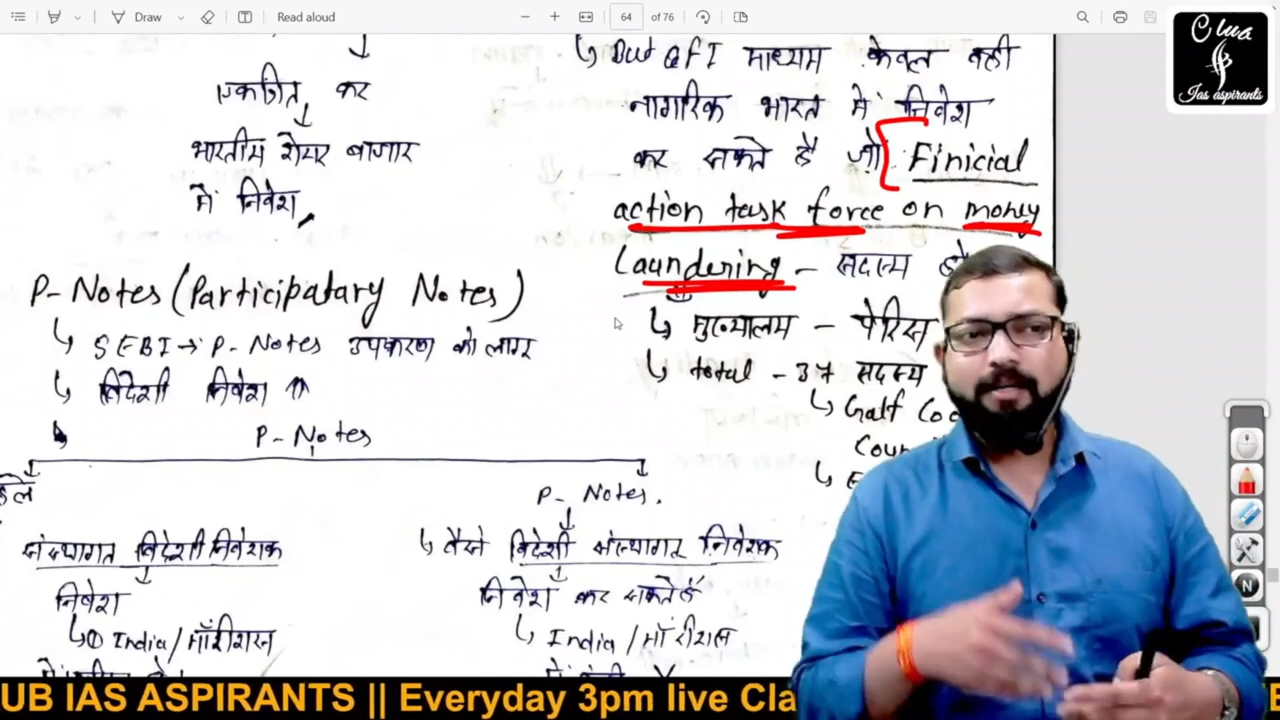 Draw
Read aloud
64 of 76
Clua
Ias aspirants
एकत्रित कर
भारतीय शेयर बाजार
में निवेश
But QFI माध्यम केवल वही
नागरिक भारत में निवेश
कर सकते है जो Finicial
action task force on money
Laundering - सदस्य हो
मुख्यालय - पेरिस
total - 37 सदस्य
Gulf
P-Notes (Participatary Notes)
SEBI → P-Notes उपकरण को लागू
विदेशी निवेश ↑↑
P-Notes
संस्थागत विदेशी निवेशक
निवेश
① India/मॉरीशस
P- Notes.
वैसे विदेशी संस्थागत निवेशक
निवेश कर सकते हैं
India/मॉरीशस
UB IAS ASPIRANTS || Everyday 3pm live Cla